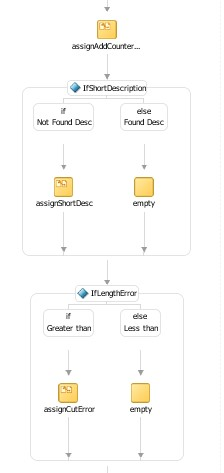 assignAddCounter...
IfShortDescription
if
Not Found Desc
else
Found Desc
assignShortDesc
empty
IfLengthError
if
Greater than
else
Less than
assignCutError
empty